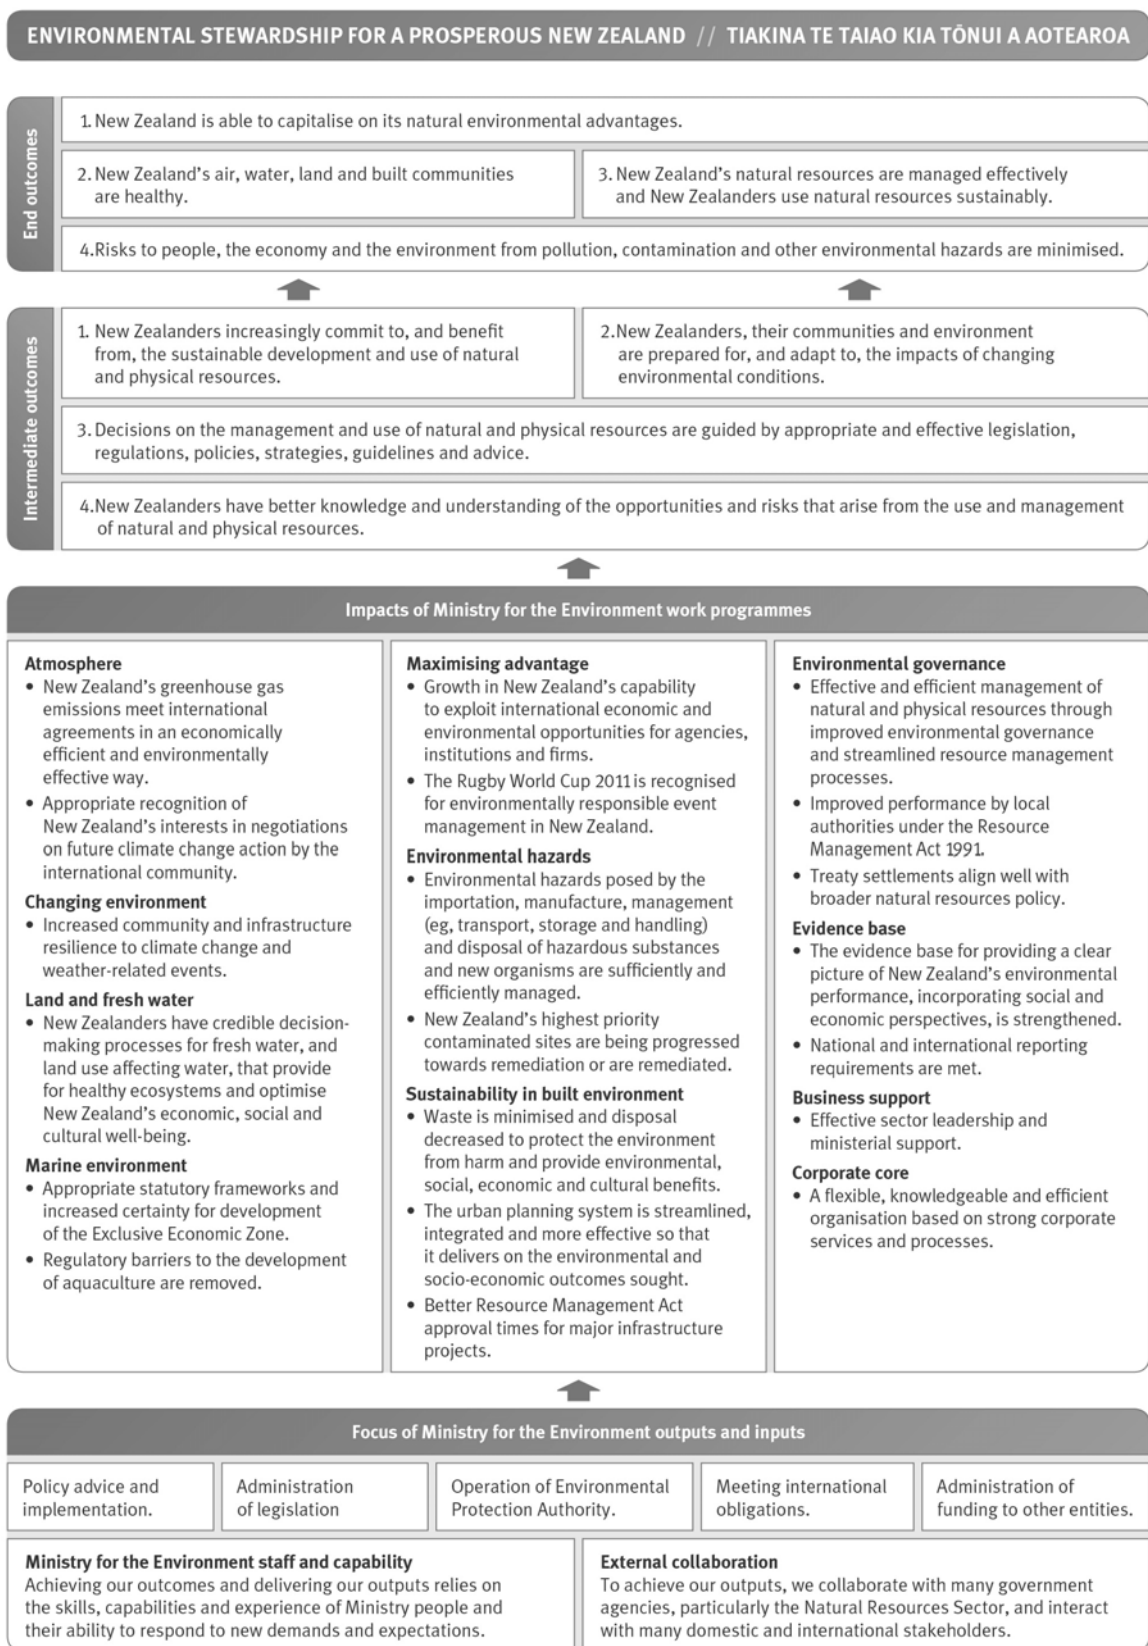 ENVIRONMENTAL STEWARDSHIP FOR A PROSPEROUS NEW ZEALAND // TIAKINA TE TAIAO KIA TŌNUI A AOTEAROA
End outcomes
1. New Zealand is able to capitalise on its natural environmental advantages.
2. New Zealand's air, water, land and built communities
are healthy.
3. New Zealand's natural resources are managed effectively
and New Zealanders use natural resources sustainably.
4.Risks to people, the economy and the environment from pollution, contamination and other environmental hazards are minimised.
Intermediate outcomes
1. New Zealanders increasingly commit to, and benefit
from, the sustainable development and use of natural
and physical resources.
2.New Zealanders, their communities and environment
are prepared for, and adapt to, the impacts of changing
environmental conditions.
3. Decisions on the management and use of natural and physical resources are guided by appropriate and effective legislation,
regulations, policies, strategies, guidelines and advice.
4.New Zealanders have better knowledge and understanding of the opportunities and risks that arise from the use and management
of natural and physical resources.
Impacts of Ministry for the Environment work programmes
Atmosphere
• New Zealand's greenhouse gas
emissions meet international
agreements in an economically
efficient and environmentally
effective way.
• Appropriate recognition of
New Zealand's interests in negotiations
on future climate change action by the
international community.
Changing environment
• Increased community and infrastructure
resilience to climate change and
weather-related events.
Land and fresh water
• New Zealanders have credible decision-
making processes for fresh water, and
land use affecting water, that provide
for healthy ecosystems and optimise
New Zealand's economic, social and
cultural well-being.
Marine environment
• Appropriate statutory frameworks and
increased certainty for development
of the Exclusive Economic Zone.
• Regulatory barriers to the development
of aquaculture are removed.
Maximising advantage
• Growth in New Zealand's capability
to exploit international economic and
environmental opportunities for agencies,
institutions and firms.
• The Rugby World Cup 2011 is recognised
for environmentally responsible event
management in New Zealand.
Environmental hazards
• Environmental hazards posed by the
importation, manufacture, management
(eg, transport, storage and handling)
and disposal of hazardous substances
and new organisms are sufficiently and
efficiently managed.
• New Zealand's highest priority
contaminated sites are being progressed
towards remediation or are remediated.
Sustainability in built environment
• Waste is minimised and disposal
decreased to protect the environment
from harm and provide environmental,
social, economic and cultural benefits.
• The urban planning system is streamlined,
integrated and more effective so that
it delivers on the environmental and
socio-economic outcomes sought.
• Better Resource Management Act
approval times for major infrastructure
projects.
Environmental governance
• Effective and efficient management of
natural and physical resources through
improved environmental governance
and streamlined resource management
processes.
• Improved performance by local
authorities under the Resource
Management Act 1991.
• Treaty settlements align well with
broader natural resources policy.
Evidence base
• The evidence base for providing a clear
picture of New Zealand's environmental
performance, incorporating social and
economic perspectives, is strengthened.
• National and international reporting
requirements are met.
Business support
• Effective sector leadership and
ministerial support.
Corporate core
• A flexible, knowledgeable and efficient
organisation based on strong corporate
services and processes.
Focus of Ministry for the Environment outputs and inputs
Policy advice and
implementation.
Administration
of legislation
Operation of Environmental
Protection Authority.
Meeting international
obligations.
Administration of
funding to other entities.
Ministry for the Environment staff and capability
Achieving our outcomes and delivering our outputs relies on
the skills, capabilities and experience of Ministry people and
their ability to respond to new demands and expectations.
External collaboration
To achieve our outputs, we collaborate with many government
agencies, particularly the Natural Resources Sector, and interact
with many domestic and international stakeholders.